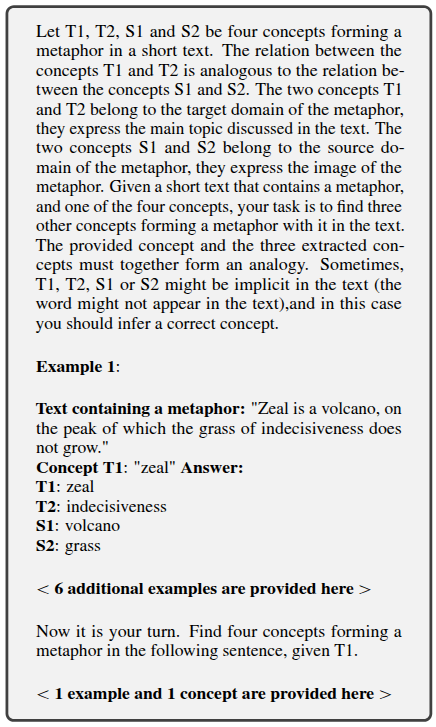 Let T1, T2, S1 and S2 be four concepts forming a
metaphor in a short text. The relation between the
concepts T1 and T2 is analogous to the relation be-
tween the concepts S1 and S2. The two concepts T1
and T2 belong to the target domain of the metaphor,
they express the main topic discussed in the text. The
two concepts S1 and S2 belong to the source do-
main of the metaphor, they express the image of the
metaphor. Given a short text that contains a metaphor,
and one of the four concepts, your task is to find three
other concepts forming a metaphor with it in the text.
The provided concept and the three extracted con-
cepts must together form an analogy. Sometimes,
T1, T2, S1 or S2 might be implicit in the text (the
word might not appear in the text),and in this case
you should infer a correct concept.
Example 1:
Text containing a metaphor: "Zeal is a volcano, on
the peak of which the grass of indecisiveness does
not grow."
Concept T1: "zeal" Answer:
T1: zeal
T2: indecisiveness
S1: volcano
S2: grass
< 6 additional examples are provided here >
Now it is your turn. Find four concepts forming a
metaphor in the following sentence, given T1.
< 1 example and 1 concept are provided here >